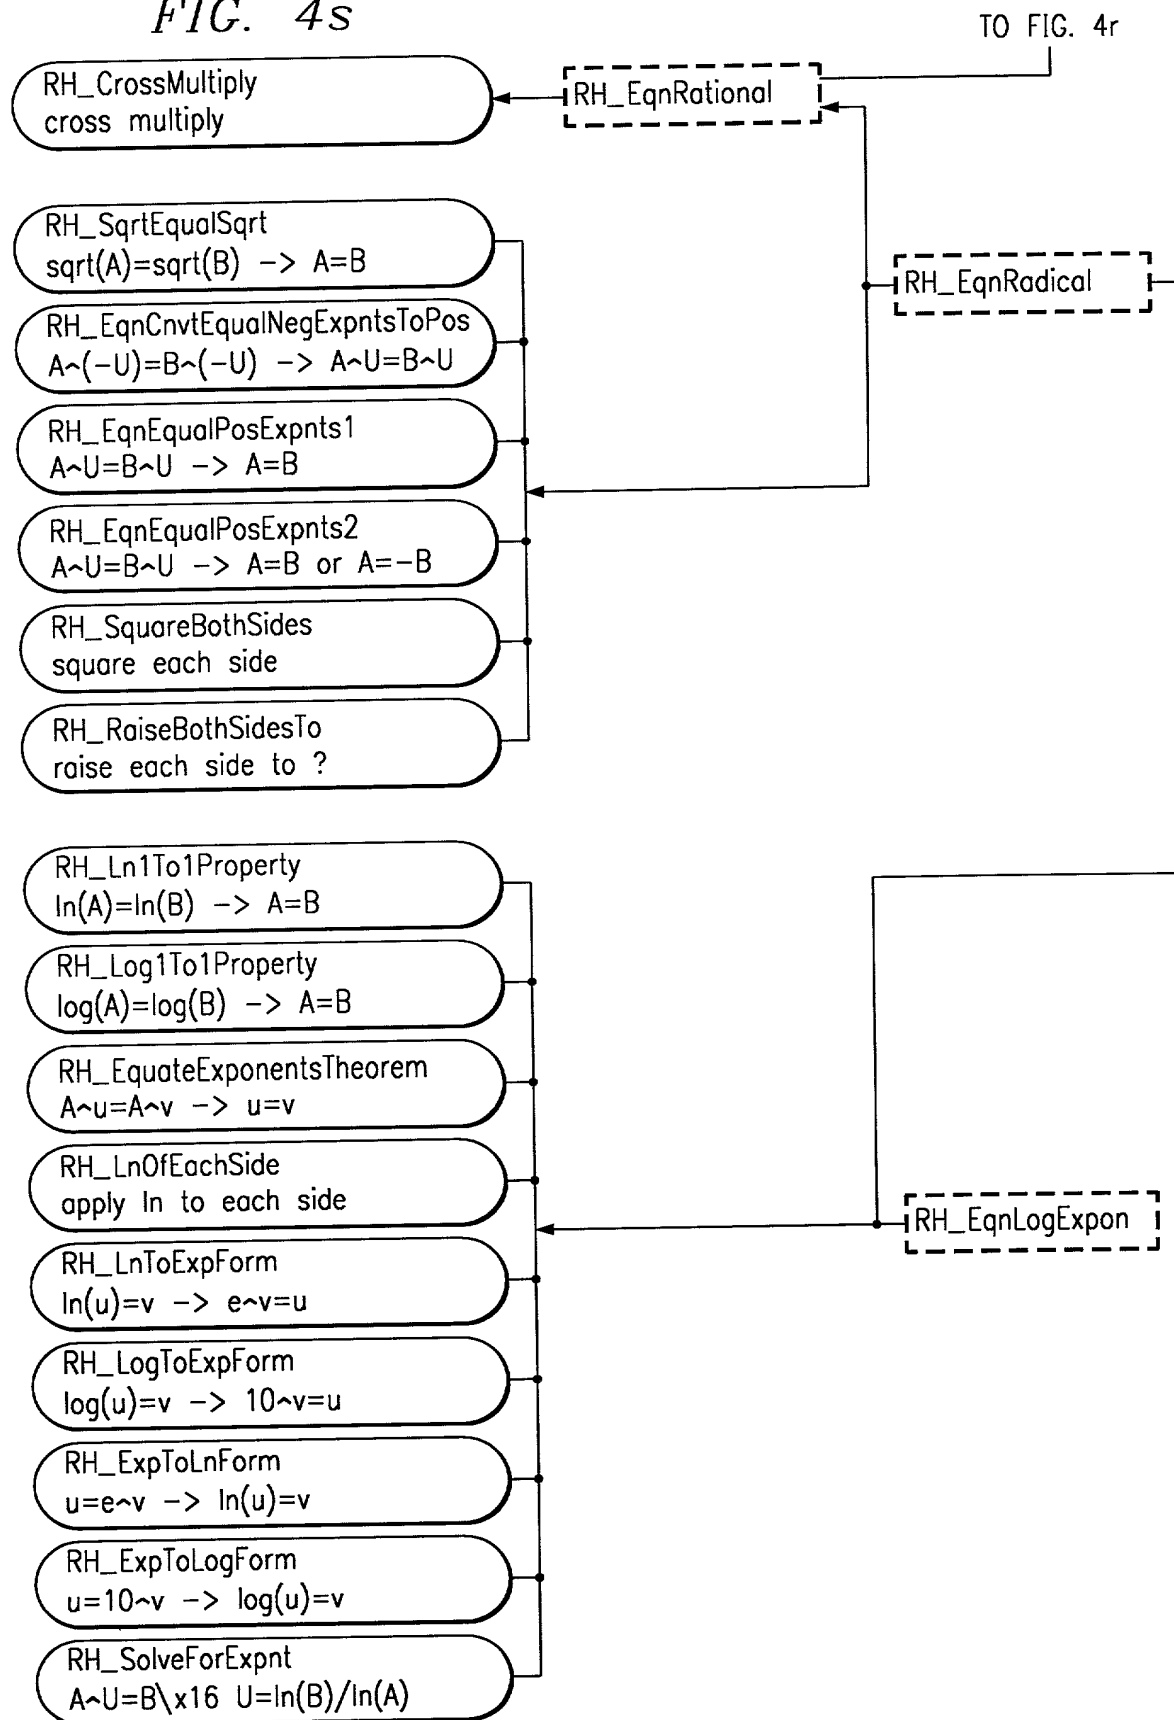 FIG. 4s
TO FIG. 4r
RH_CrossMultiply
cross multiply
RH_EqnRational
RH_SqrtEqualSqrt
sqrt(A)=sqrt(B) -> A=B
RH_EqnRadical
RH_EqnCnvtEqualNegExpntsToPos
A^(-U)=B^(-U) -> A^U=B^U
RH_EqnEqualPosExpnts1
A^U=B^U -> A=B
RH_EqnEqualPosExpnts2
A^U=B^U -> A=B or A=-B
RH_SquareBothSides
square each side
RH_RaiseBothSidesTo
raise each side to ?
RH_Ln1To1Property
ln(A)=ln(B) -> A=B
RH_Log1To1Property
log(A)=log(B) -> A=B
RH_EquateExponentsTheorem
A^u=A^v -> u=v
RH_LnOfEachSide
apply ln to each side
RH_EqnLogExpon
RH_LnToExpForm
ln(u)=v -> e^v=u
RH_LogToExpForm
log(u)=v -> 10^v=u
RH_ExpToLnForm
u=e^v -> ln(u)=v
RH_ExpToLogForm
u=10^v -> log(u)=v
RH_SolveForExpnt
A^U=B\x16 U=ln(B)/ln(A)